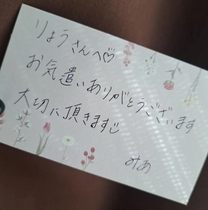 りょうさんへ♡
お気遣いありがとうございます
大切に頂きます☺
みあ